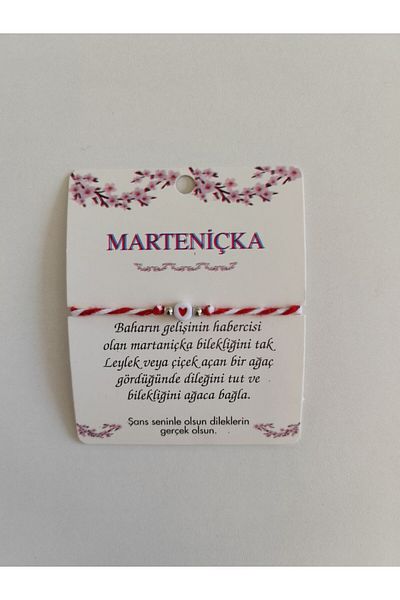 MARTENİÇKA
Baharın gelişinin habercisi
olan martaniçka bilekliğini tak
Leylek veya çiçek açan bir ağaç
gördüğünde dileğini tut ve
bilekliğini ağaca bağla.
Şans seninle olsun dileklerin
gerçek olsun.